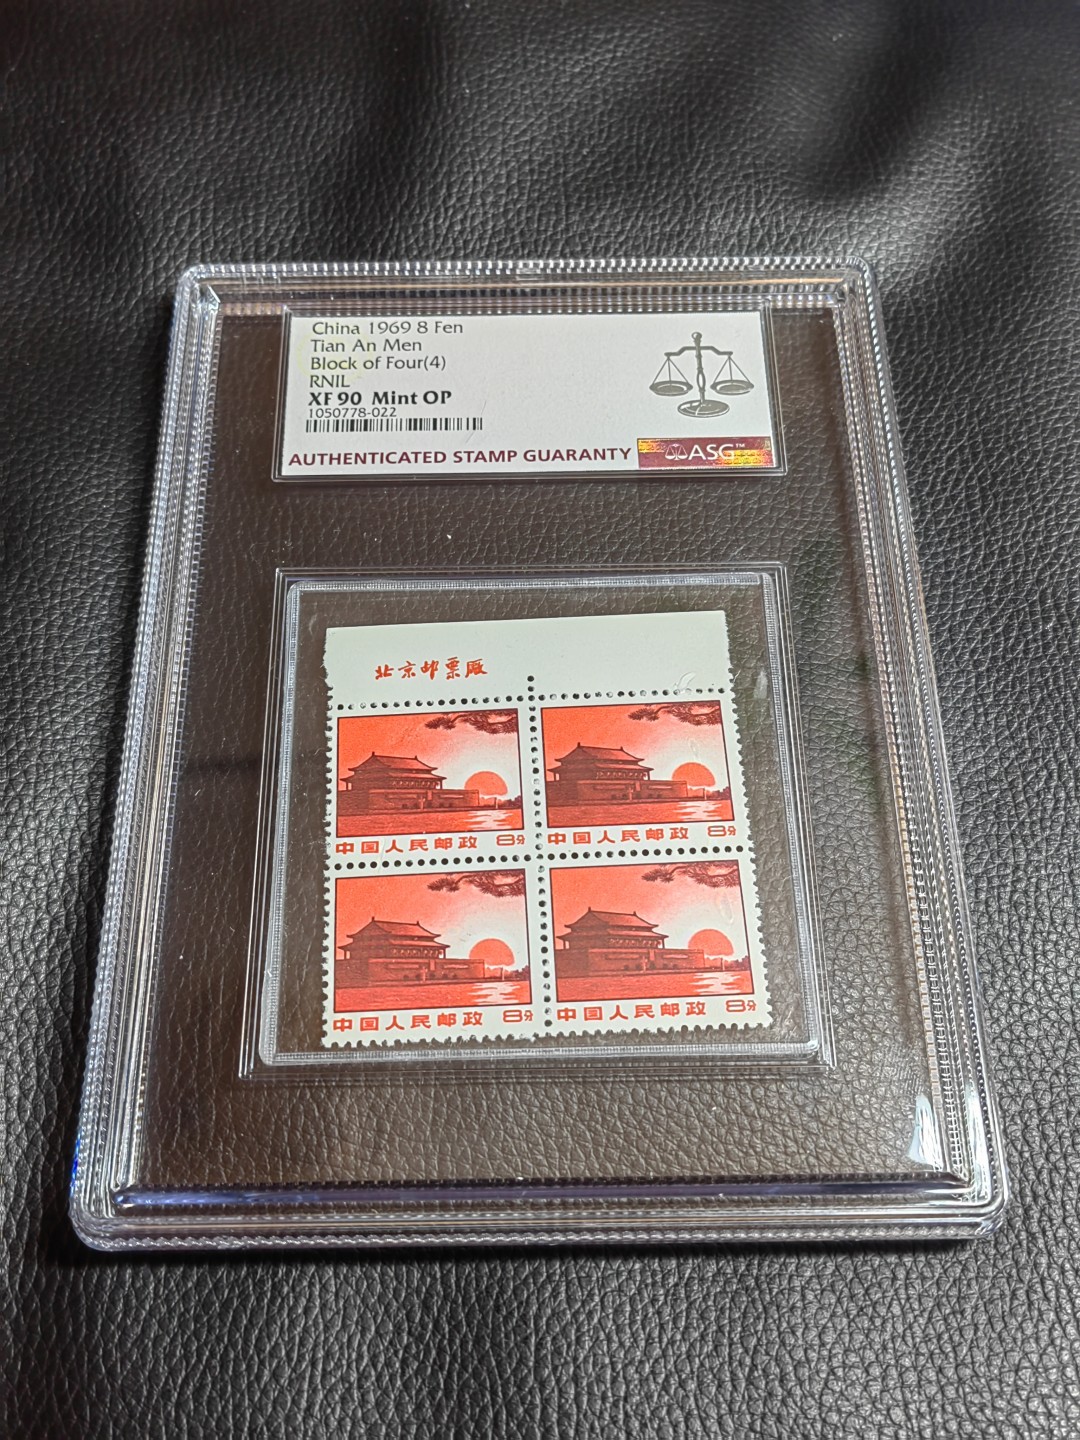 China 1969 8 Fen
Tian An Men
Block of Four(4)
RNIL
XF 90 Mint OP
1050778-022
AUTHENTICATED STAMP GUARANTY
ASG™
北京邮票厂
中国人民邮政 8分
中国人民邮政 8分
中国人民邮政 8分
中国人民邮政 8分